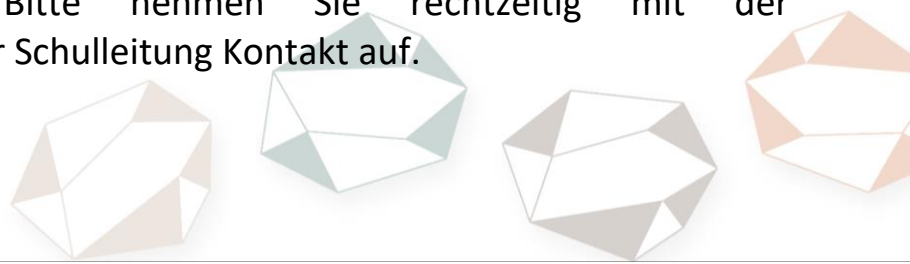 Bitte nehmen Sie rechtzeitig mit der
Schulleitung Kontakt auf.